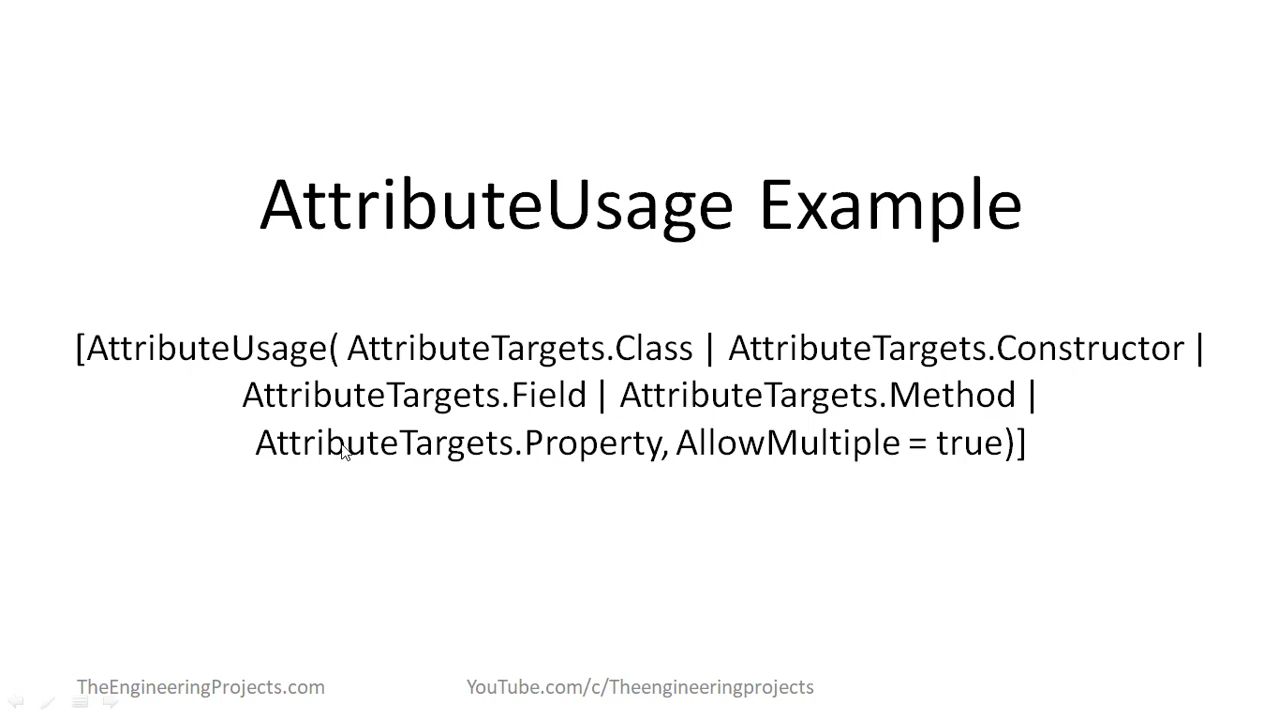 AttributeUsage Example
[AttributeUsage( AttributeTargets.Class | AttributeTargets.Constructor |
AttributeTargets.Field | AttributeTargets.Method |
AttributeTargets.Property, AllowMultiple = true)]
TheEngineeringProjects.com
YouTube.com/c/Theengineeringprojects